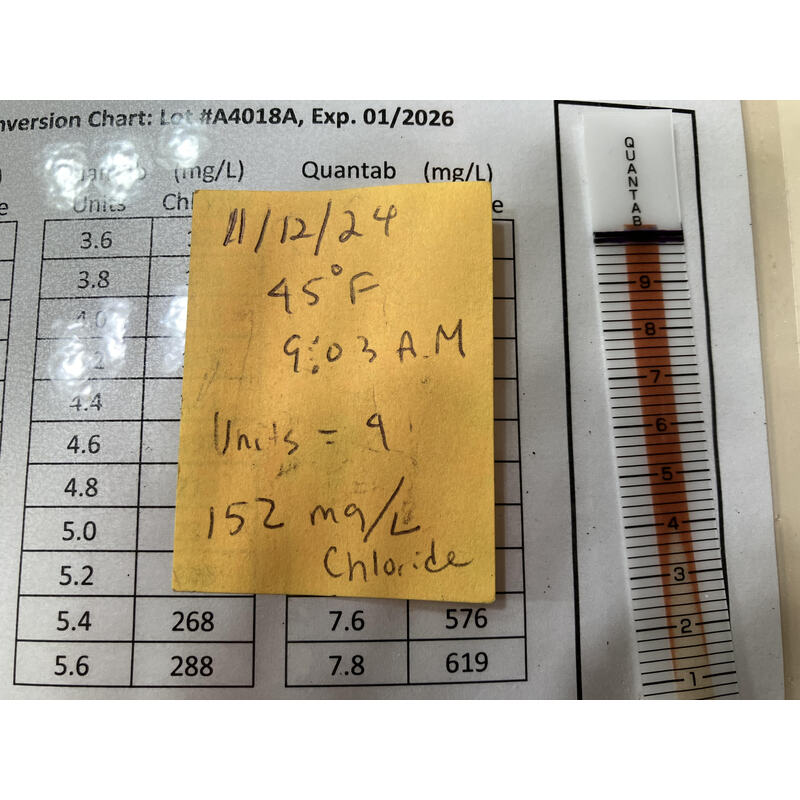 nversion Chart: Lot #A4018A, Exp. 01/2026
Quantab (mg/L) Quantab (mg/L)
e Units Chl e
3.6
3.8
4.0
4.4
4.6
4.8
5.0
5.2
5.4 268 7.6 576
5.6 288 7.8 619
11/12/24
45°F
9:03 A.M
Units =
152 mg/L
Chloride
QUANTAB
9
8
7
6
5
4
3
2
1